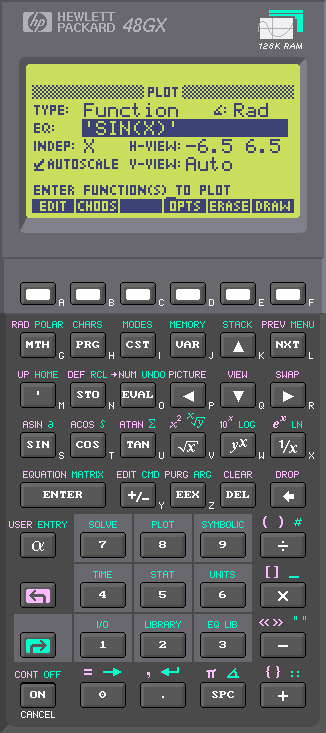 hp HEWLETT PACKARD 48GX
128K RAM
PLOT
TYPE: Function ∡: Rad
EQ: 'SIN(X)'
INDEP: X H-VIEW: -6.5 6.5
✓AUTOSCALE V-VIEW: Auto
ENTER FUNCTION(S) TO PLOT
EDIT CHOOS OPTS ERASE DRAW
A B C D E F
RAD POLAR CHARS MODES MEMORY STACK PREV MENU
MTH G PRG H CST I VAR J ▲ K NXT L
UP HOME DEF RCL →NUM UNDO PICTURE VIEW SWAP
' M STO N EVAL O ◀ P ▼ Q ▶ R
ASIN ∂ ACOS ∫ ATAN Σ x² ˣ√y 10ˣ LOG eˣ LN
SIN S COS T TAN U √x V yˣ W 1/x X
EQUATION MATRIX EDIT CMD PURG ARG CLEAR DROP
ENTER +/− Y EEX Z DEL ←
USER ENTRY SOLVE PLOT SYMBOLIC ( ) #
α 7 8 9 ÷
TIME STAT UNITS [ ] _
4 5 6 ×
I/O LIBRARY EQ LIB «» " "
1 2 3 −
CONT OFF = → , ↵ π ∡ { } ::
ON 0 . SPC +
CANCEL